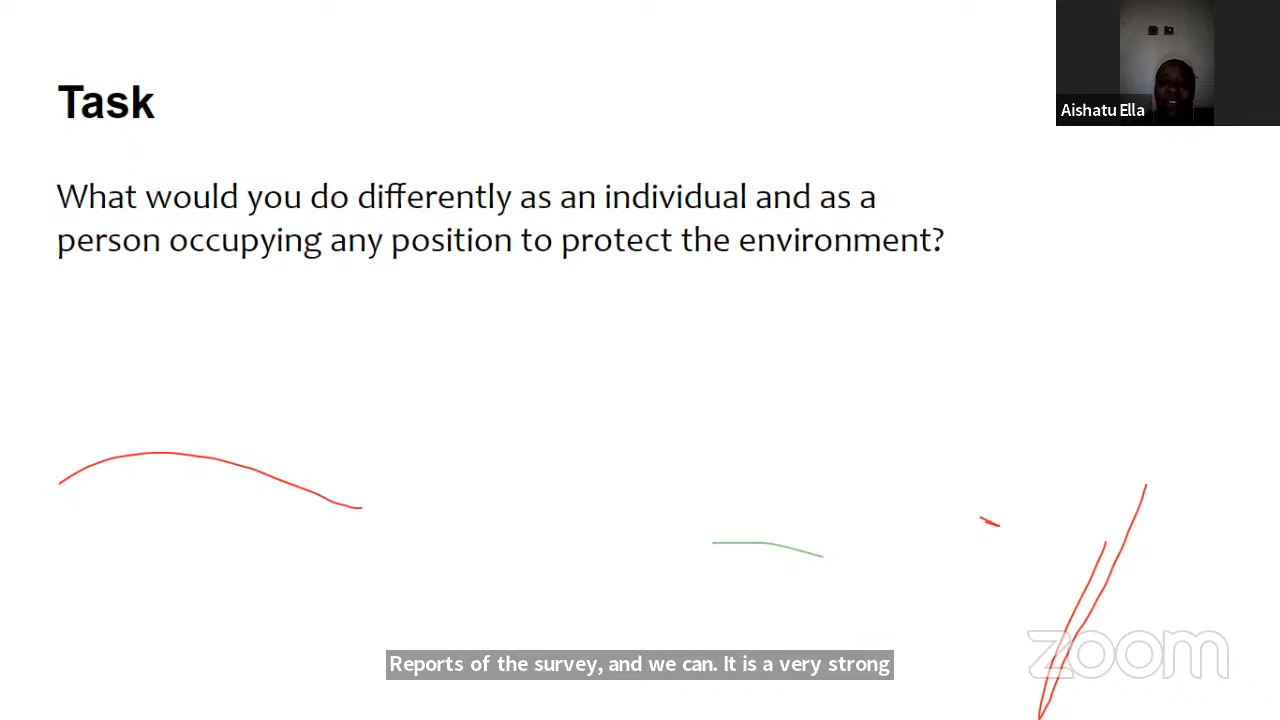 Task
Aishatu Ella
What would you do differently as an individual and as a
person occupying any position to protect the environment?
zoom
Reports of the survey, and we can. It is a very strong